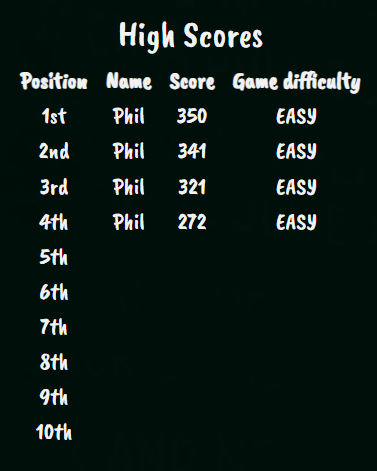 High Scores
Position Name Score Game difficulty
1st Phil 350 EASY
2nd Phil 341 EASY
3rd Phil 321 EASY
4th Phil 272 EASY
5th
6th
7th
8th
9th
10th